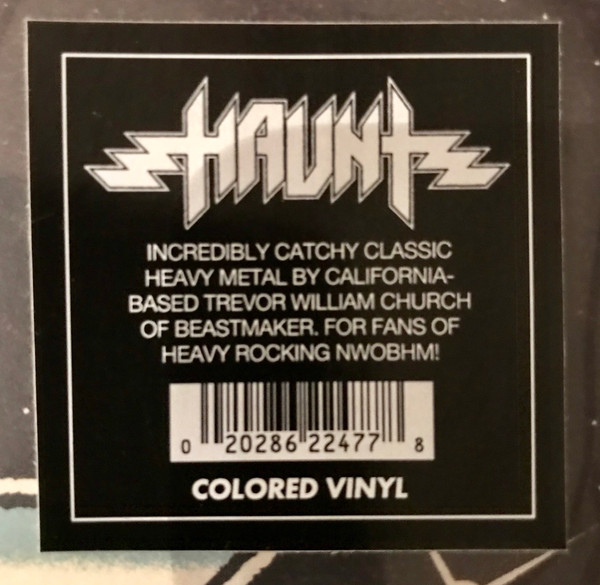 HAUNT
INCREDIBLY CATCHY CLASSIC
HEAVY METAL BY CALIFORNIA-
BASED TREVOR WILLIAM CHURCH
OF BEASTMAKER. FOR FANS OF
HEAVY ROCKING NWOBHM!
0 20286 22477 8
COLORED VINYL